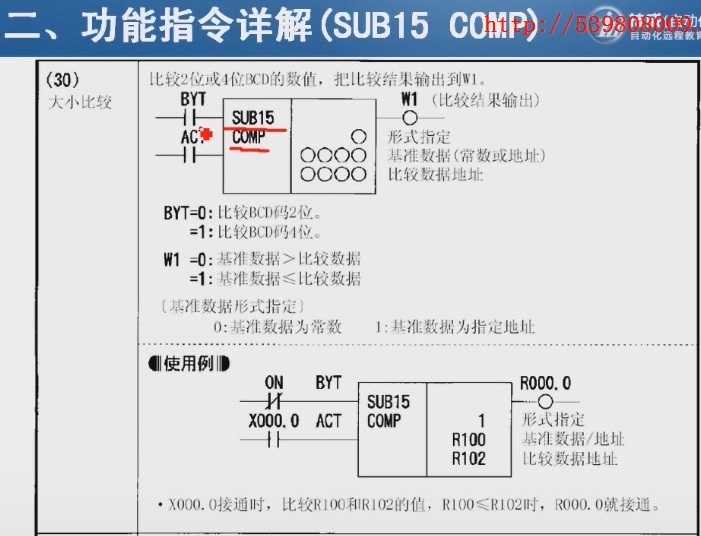 二、功能指令详解(SUB15 COMP)
http://539808009.
自动化远程教育
(30)
大小比较
比较2位或4位BCD的数值，把比较结果输出到W1。
BYT
W1 (比较结果输出)
SUB15
ACT
COMP
形式指定
基准数据(常数或地址)
比较数据地址
BYT=0:比较BCD码2位。
=1:比较BCD码4位。
W1 =0:基准数据＞比较数据
=1:基准数据≤比较数据
〔基准数据形式指定〕
0:基准数据为常数 1:基准数据为指定地址
使用例
ON BYT
R000.0
SUB15
X000.0 ACT
COMP
1
形式指定
R100
基准数据/地址
R102
比较数据地址
·X000.0接通时，比较R100和R102的值，R100≤R102时，R000.0就接通。